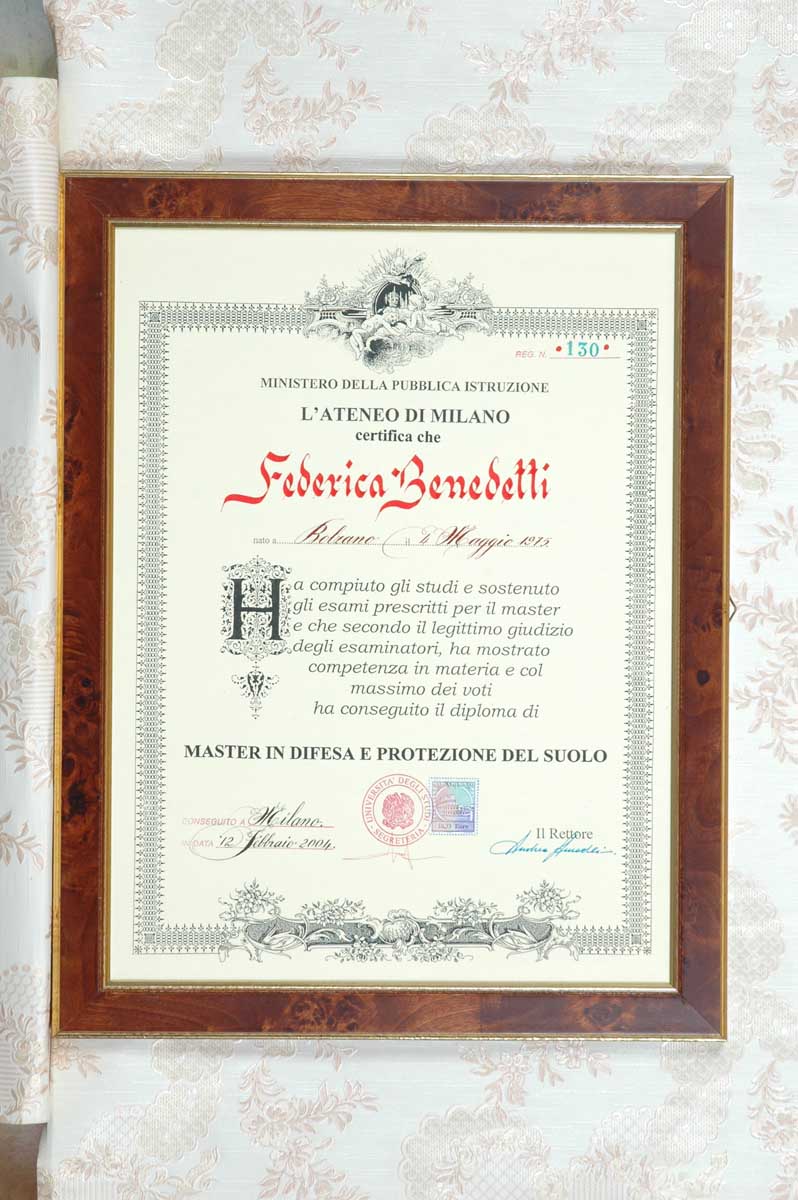 REG. N. •130•
MINISTERO DELLA PUBBLICA ISTRUZIONE
L'ATENEO DI MILANO
certifica che
Federica Benedetti
nato a..... Bolzano il 4 Maggio 1975
Ha compiuto gli studi e sostenuto
gli esami prescritti per il master
e che secondo il legittimo giudizio
degli esaminatori, ha mostrato
competenza in materia e col
massimo dei voti
ha conseguito il diploma di
MASTER IN DIFESA E PROTEZIONE DEL SUOLO
UNIVERSITA' DEGLI STUDI
• SEGRETERIA •
CONSEGUITO A Milano.
IN DATA 12 Febbraio 2004.
Il Rettore